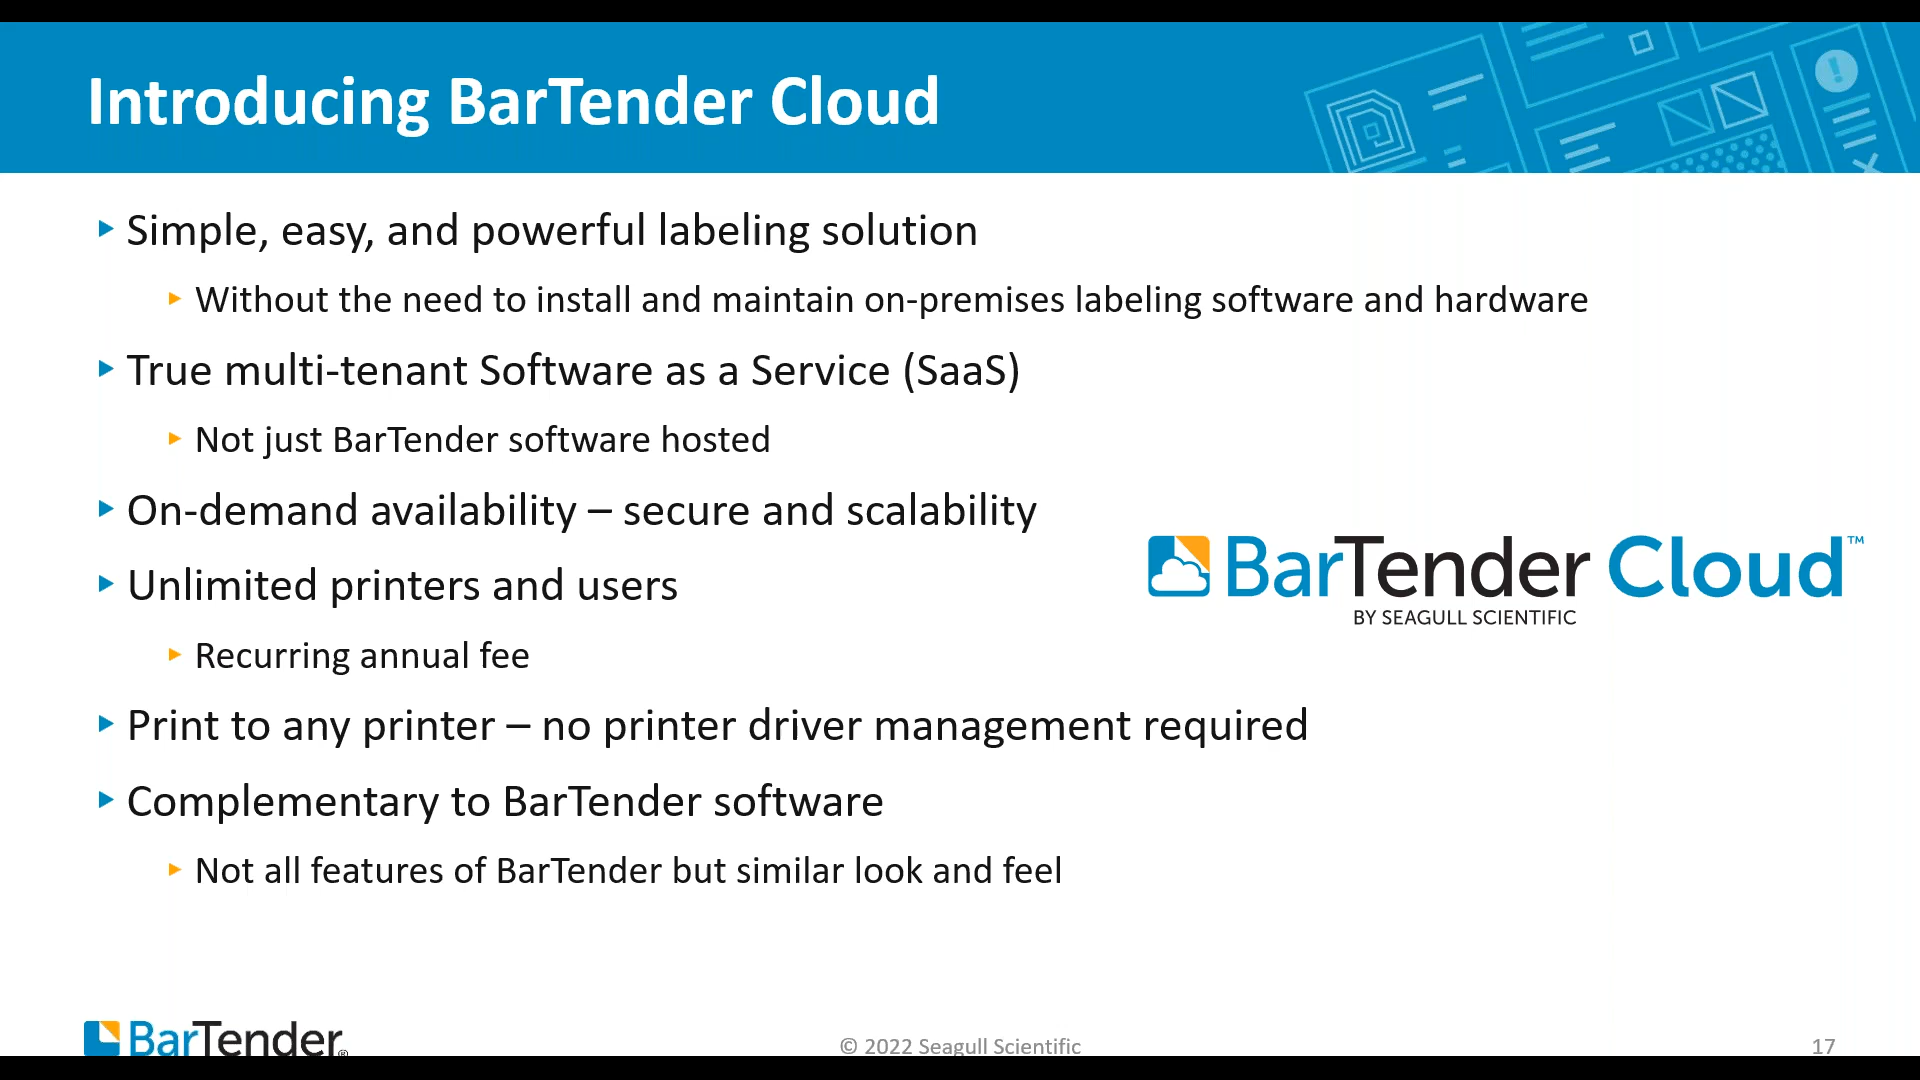 Introducing BarTender Cloud
Simple, easy, and powerful labeling solution
Without the need to install and maintain on-premises labeling software and hardware
True multi-tenant Software as a Service (SaaS)
Not just BarTender software hosted
On-demand availability – secure and scalability
Unlimited printers and users
Recurring annual fee
Print to any printer – no printer driver management required
Complementary to BarTender software
Not all features of BarTender but similar look and feel
BarTender Cloud™
BY SEAGULL SCIENTIFIC
BarTender®
© 2022 Seagull Scientific
17